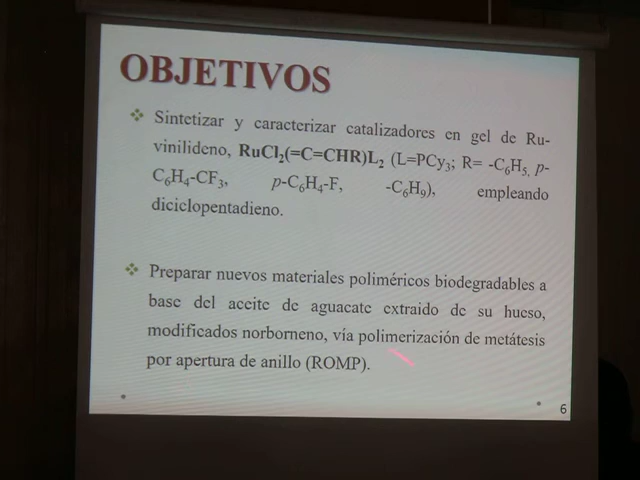 OBJETIVOS
Sintetizar y caracterizar catalizadores en gel de Ru-
vinilideno, RuCl₂(=C=CHR)L₂ (L=PCy₃; R= -C₆H₅, p-
C₆H₄-CF₃, p-C₆H₄-F, -C₆H₉), empleando
diciclopentadieno.
Preparar nuevos materiales poliméricos biodegradables a
base del aceite de aguacate extraido de su hueso,
modificados norborneno, vía polimerización de metátesis
por apertura de anillo (ROMP).
6